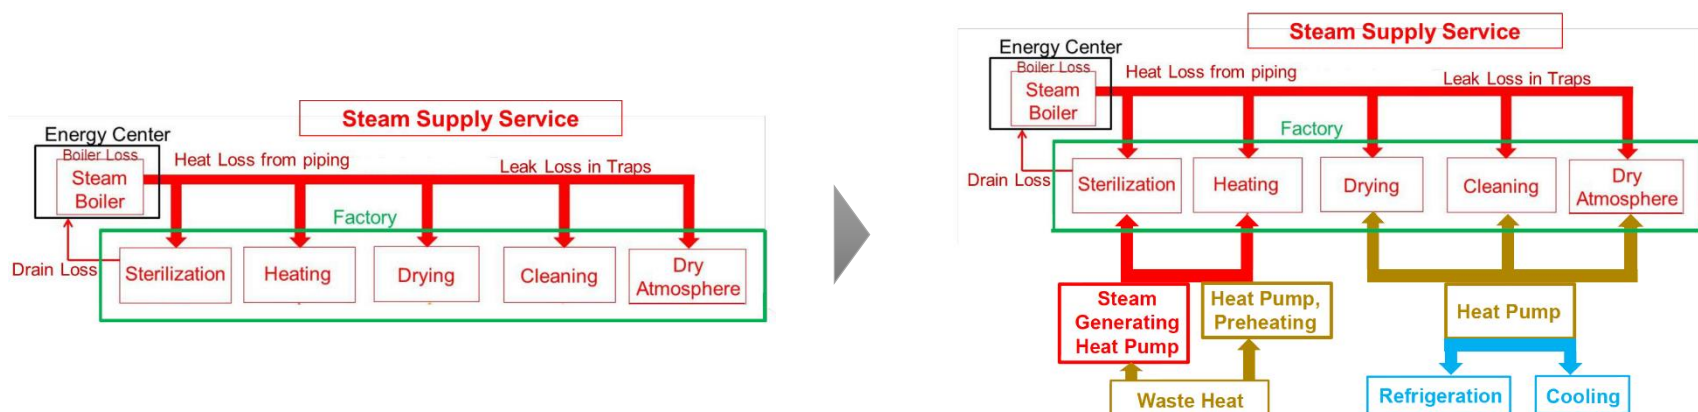 Steam Supply Service
Energy Center
Boiler Loss
Steam
Boiler
Heat Loss from piping
Leak Loss in Traps
Factory
Drain Loss
Sterilization
Heating
Drying
Cleaning
Dry
Atmosphere
Steam Supply Service
Energy Center
Boiler Loss
Steam
Boiler
Heat Loss from piping
Leak Loss in Traps
Factory
Drain Loss
Sterilization
Heating
Drying
Cleaning
Dry
Atmosphere
Steam
Generating
Heat Pump
Heat Pump,
Preheating
Heat Pump
Waste Heat
Refrigeration
Cooling